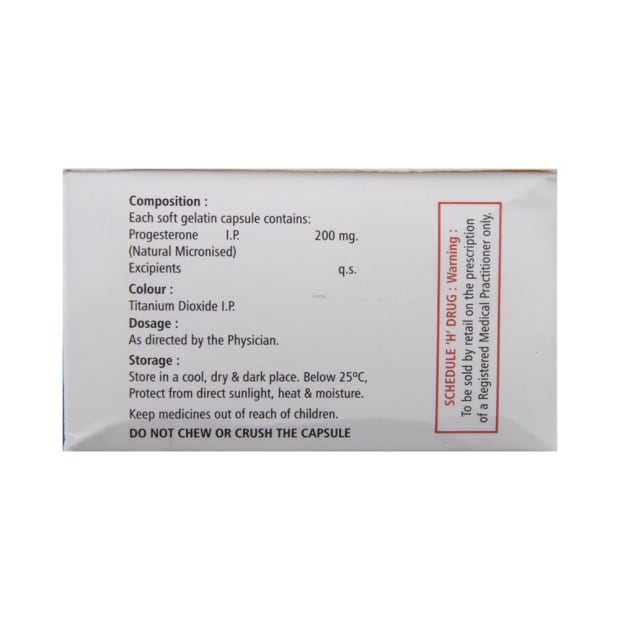 Composition :
Each soft gelatin capsule contains:
Progesterone I.P. 200 mg.
(Natural Micronised)
Excipients q.s.
Colour :
Titanium Dioxide I.P.
Dosage :
As directed by the Physician.
Storage :
Store in a cool, dry & dark place. Below 25ºC,
Protect from direct sunlight, heat & moisture.
Keep medicines out of reach of children.
DO NOT CHEW OR CRUSH THE CAPSULE
SCHEDULE 'H' DRUG : Warning :
To be sold by retail on the prescription
of a Registered Medical Practitioner only.